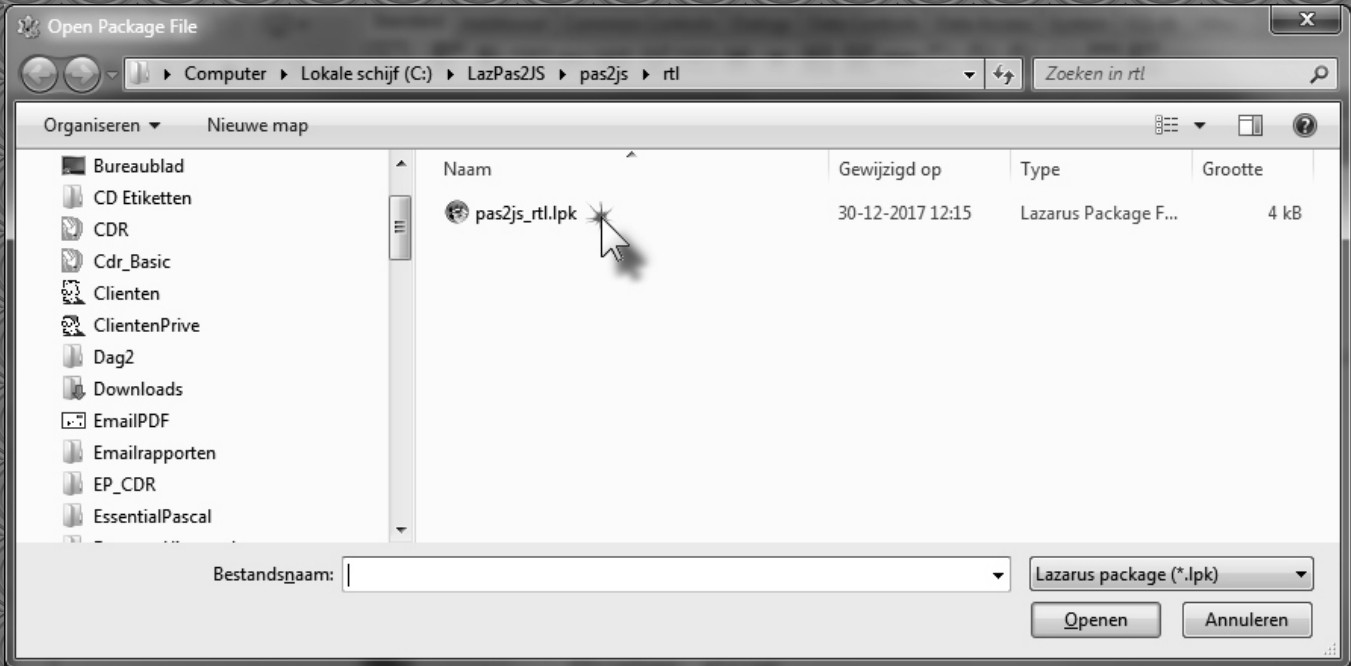 Open Package File
Computer Lokale schijf (C:) LazPas2JS pas2js rtl
Zoeken in rtl
Organiseren Nieuwe map
Naam Gewijzigd op Type Grootte
pas2js_rtl.lpk 30-12-2017 12:15 Lazarus Package F... 4 kB
Bureaublad
CD Etiketten
CDR
Cdr_Basic
Clienten
ClientenPrive
Dag2
Downloads
EmailPDF
Emailrapporten
EP_CDR
EssentialPascal
Bestandsnaam:
Lazarus package (*.lpk)
Openen Annuleren